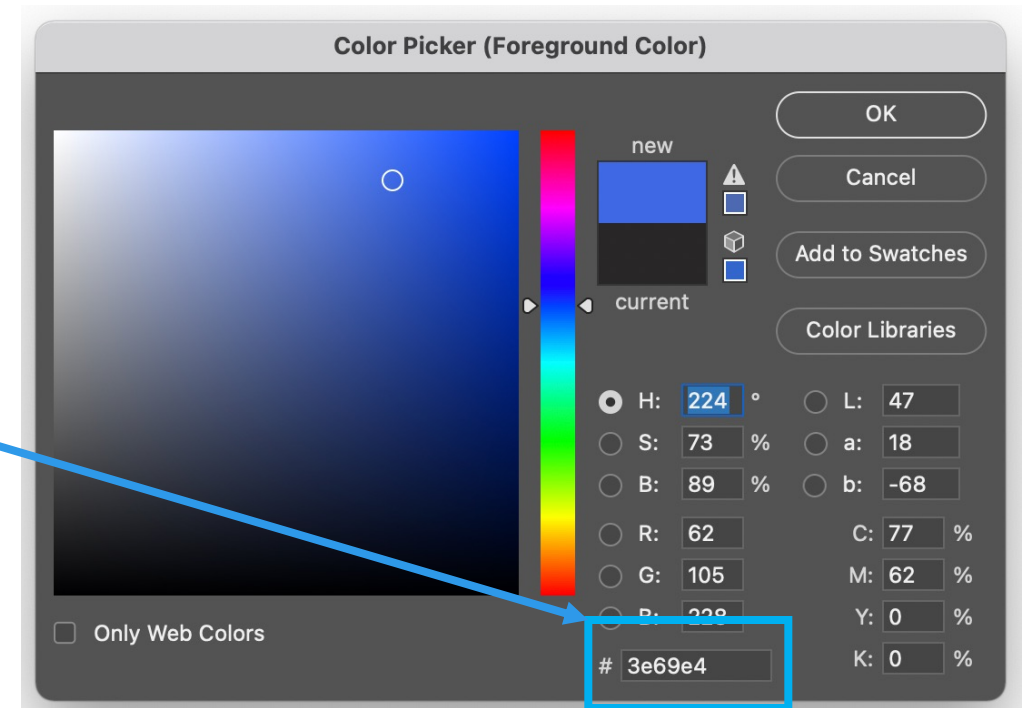 Color Picker (Foreground Color)
new
current
OK
Cancel
Add to Swatches
Color Libraries
H: 224 °
S: 73 %
B: 89 %
R: 62
G: 105
B: 228
# 3e69e4
L: 47
a: 18
b: -68
C: 77 %
M: 62 %
Y: 0 %
K: 0 %
Only Web Colors